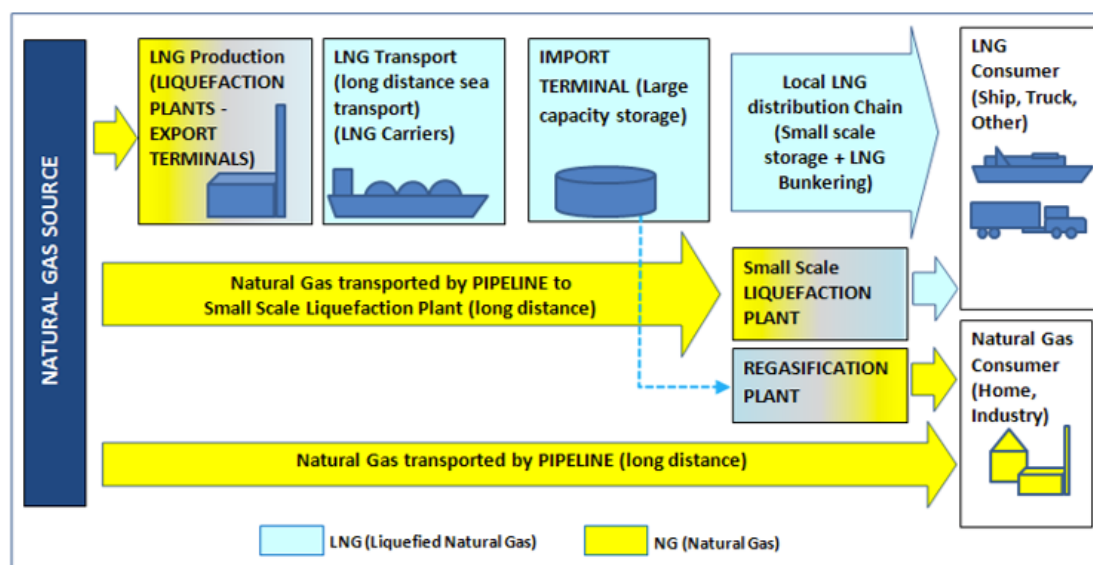 NATURAL GAS SOURCE
LNG Production
(LIQUEFACTION
PLANTS -
EXPORT
TERMINALS)
LNG Transport
(long distance sea
transport)
(LNG Carriers)
IMPORT
TERMINAL (Large
capacity storage)
Local LNG
distribution Chain
(Small scale
storage + LNG
Bunkering)
LNG
Consumer
(Ship, Truck,
Other)
Natural Gas transported by PIPELINE to
Small Scale Liquefaction Plant (long distance)
Small Scale
LIQUEFACTION
PLANT
REGASIFICATION
PLANT
Natural Gas
Consumer
(Home,
Industry)
Natural Gas transported by PIPELINE (long distance)
LNG (Liquefied Natural Gas)
NG (Natural Gas)